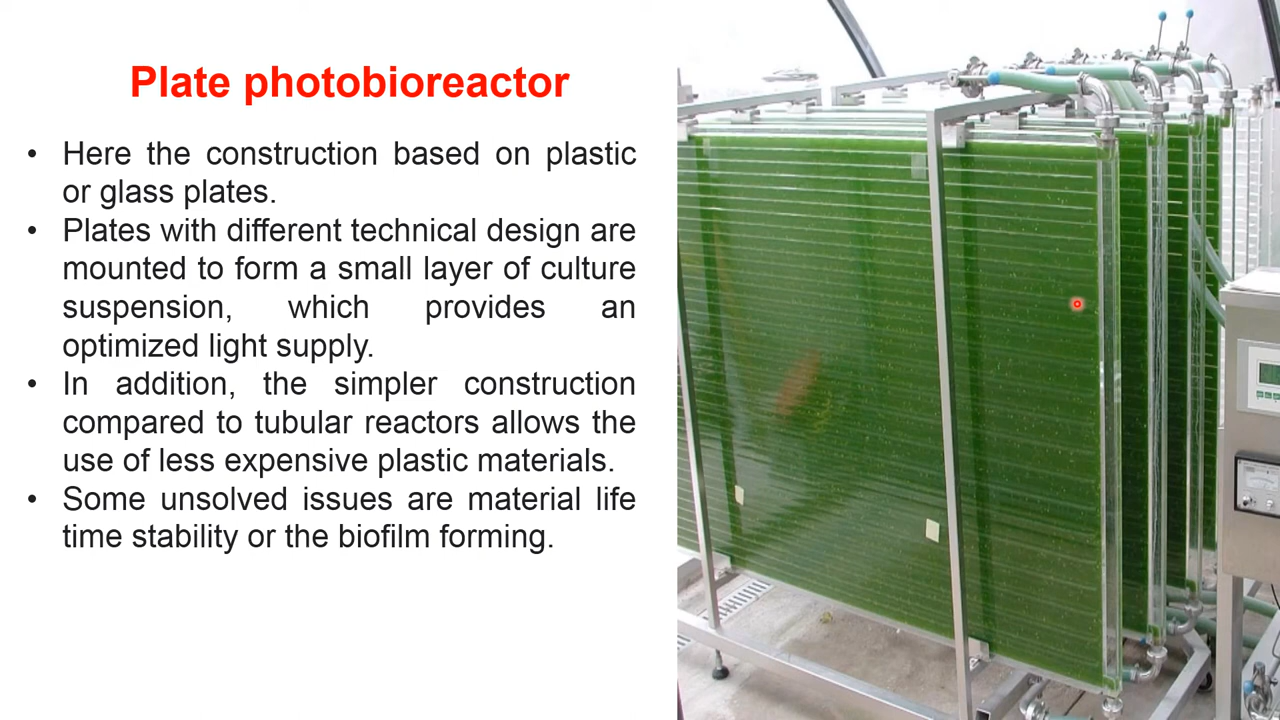 Plate photobioreactor
• Here the construction based on plastic
or glass plates.
• Plates with different technical design are
mounted to form a small layer of culture
suspension, which provides an
optimized light supply.
• In addition, the simpler construction
compared to tubular reactors allows the
use of less expensive plastic materials.
• Some unsolved issues are material life
time stability or the biofilm forming.